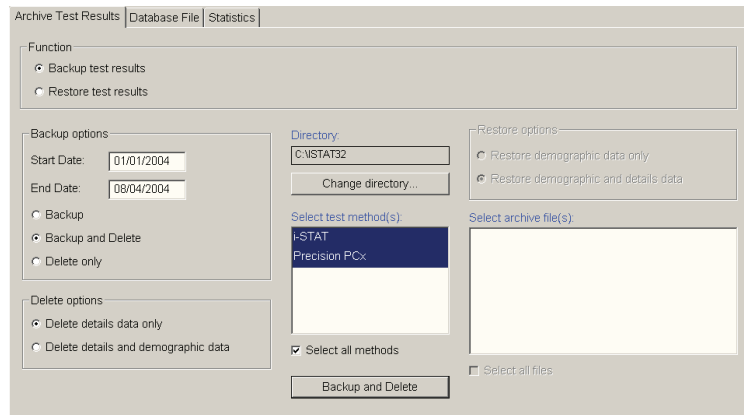 Archive Test Results Database File Statistics
Function
Backup test results
Restore test results
Backup options
Start Date: 01/01/2004
End Date: 08/04/2004
Backup
Backup and Delete
Delete only
Delete options
Delete details data only
Delete details and demographic data
Directory:
C:\ISTAT32
Change directory...
Select test method(s):
i-STAT
Precision PCx
Select all methods
Backup and Delete
Restore options
Restore demographic data only
Restore demographic and details data
Select archive file(s):
Select all files